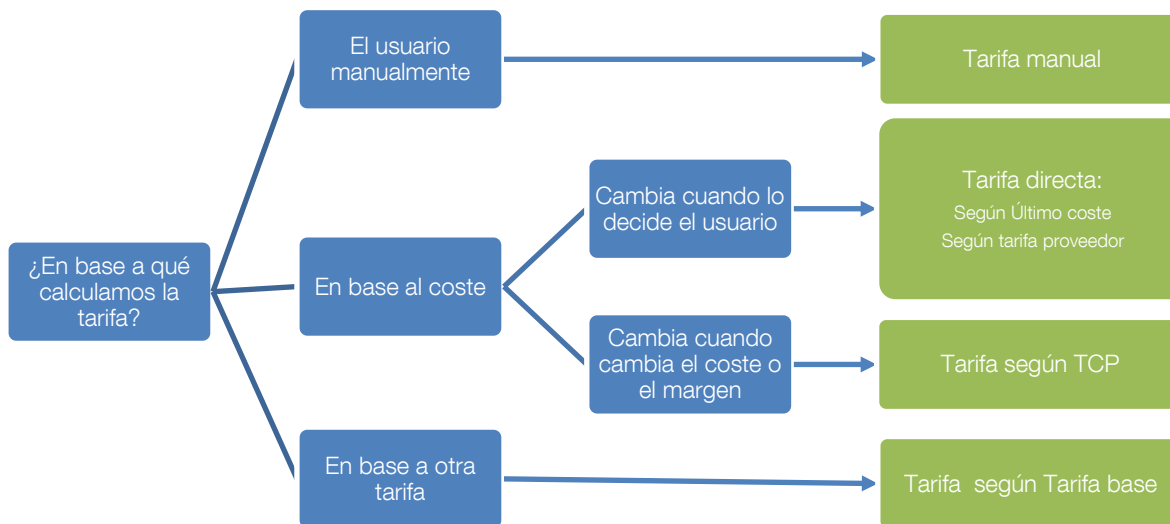 El usuario
manualmente
Tarifa manual
¿En base a qué
calculamos la
tarifa?
En base al coste
Cambia cuando lo
decide el usuario
Tarifa directa:
Según Último coste
Según tarifa proveedor
Cambia cuando
cambia el coste o
el margen
Tarifa según TCP
En base a otra
tarifa
Tarifa  según Tarifa base